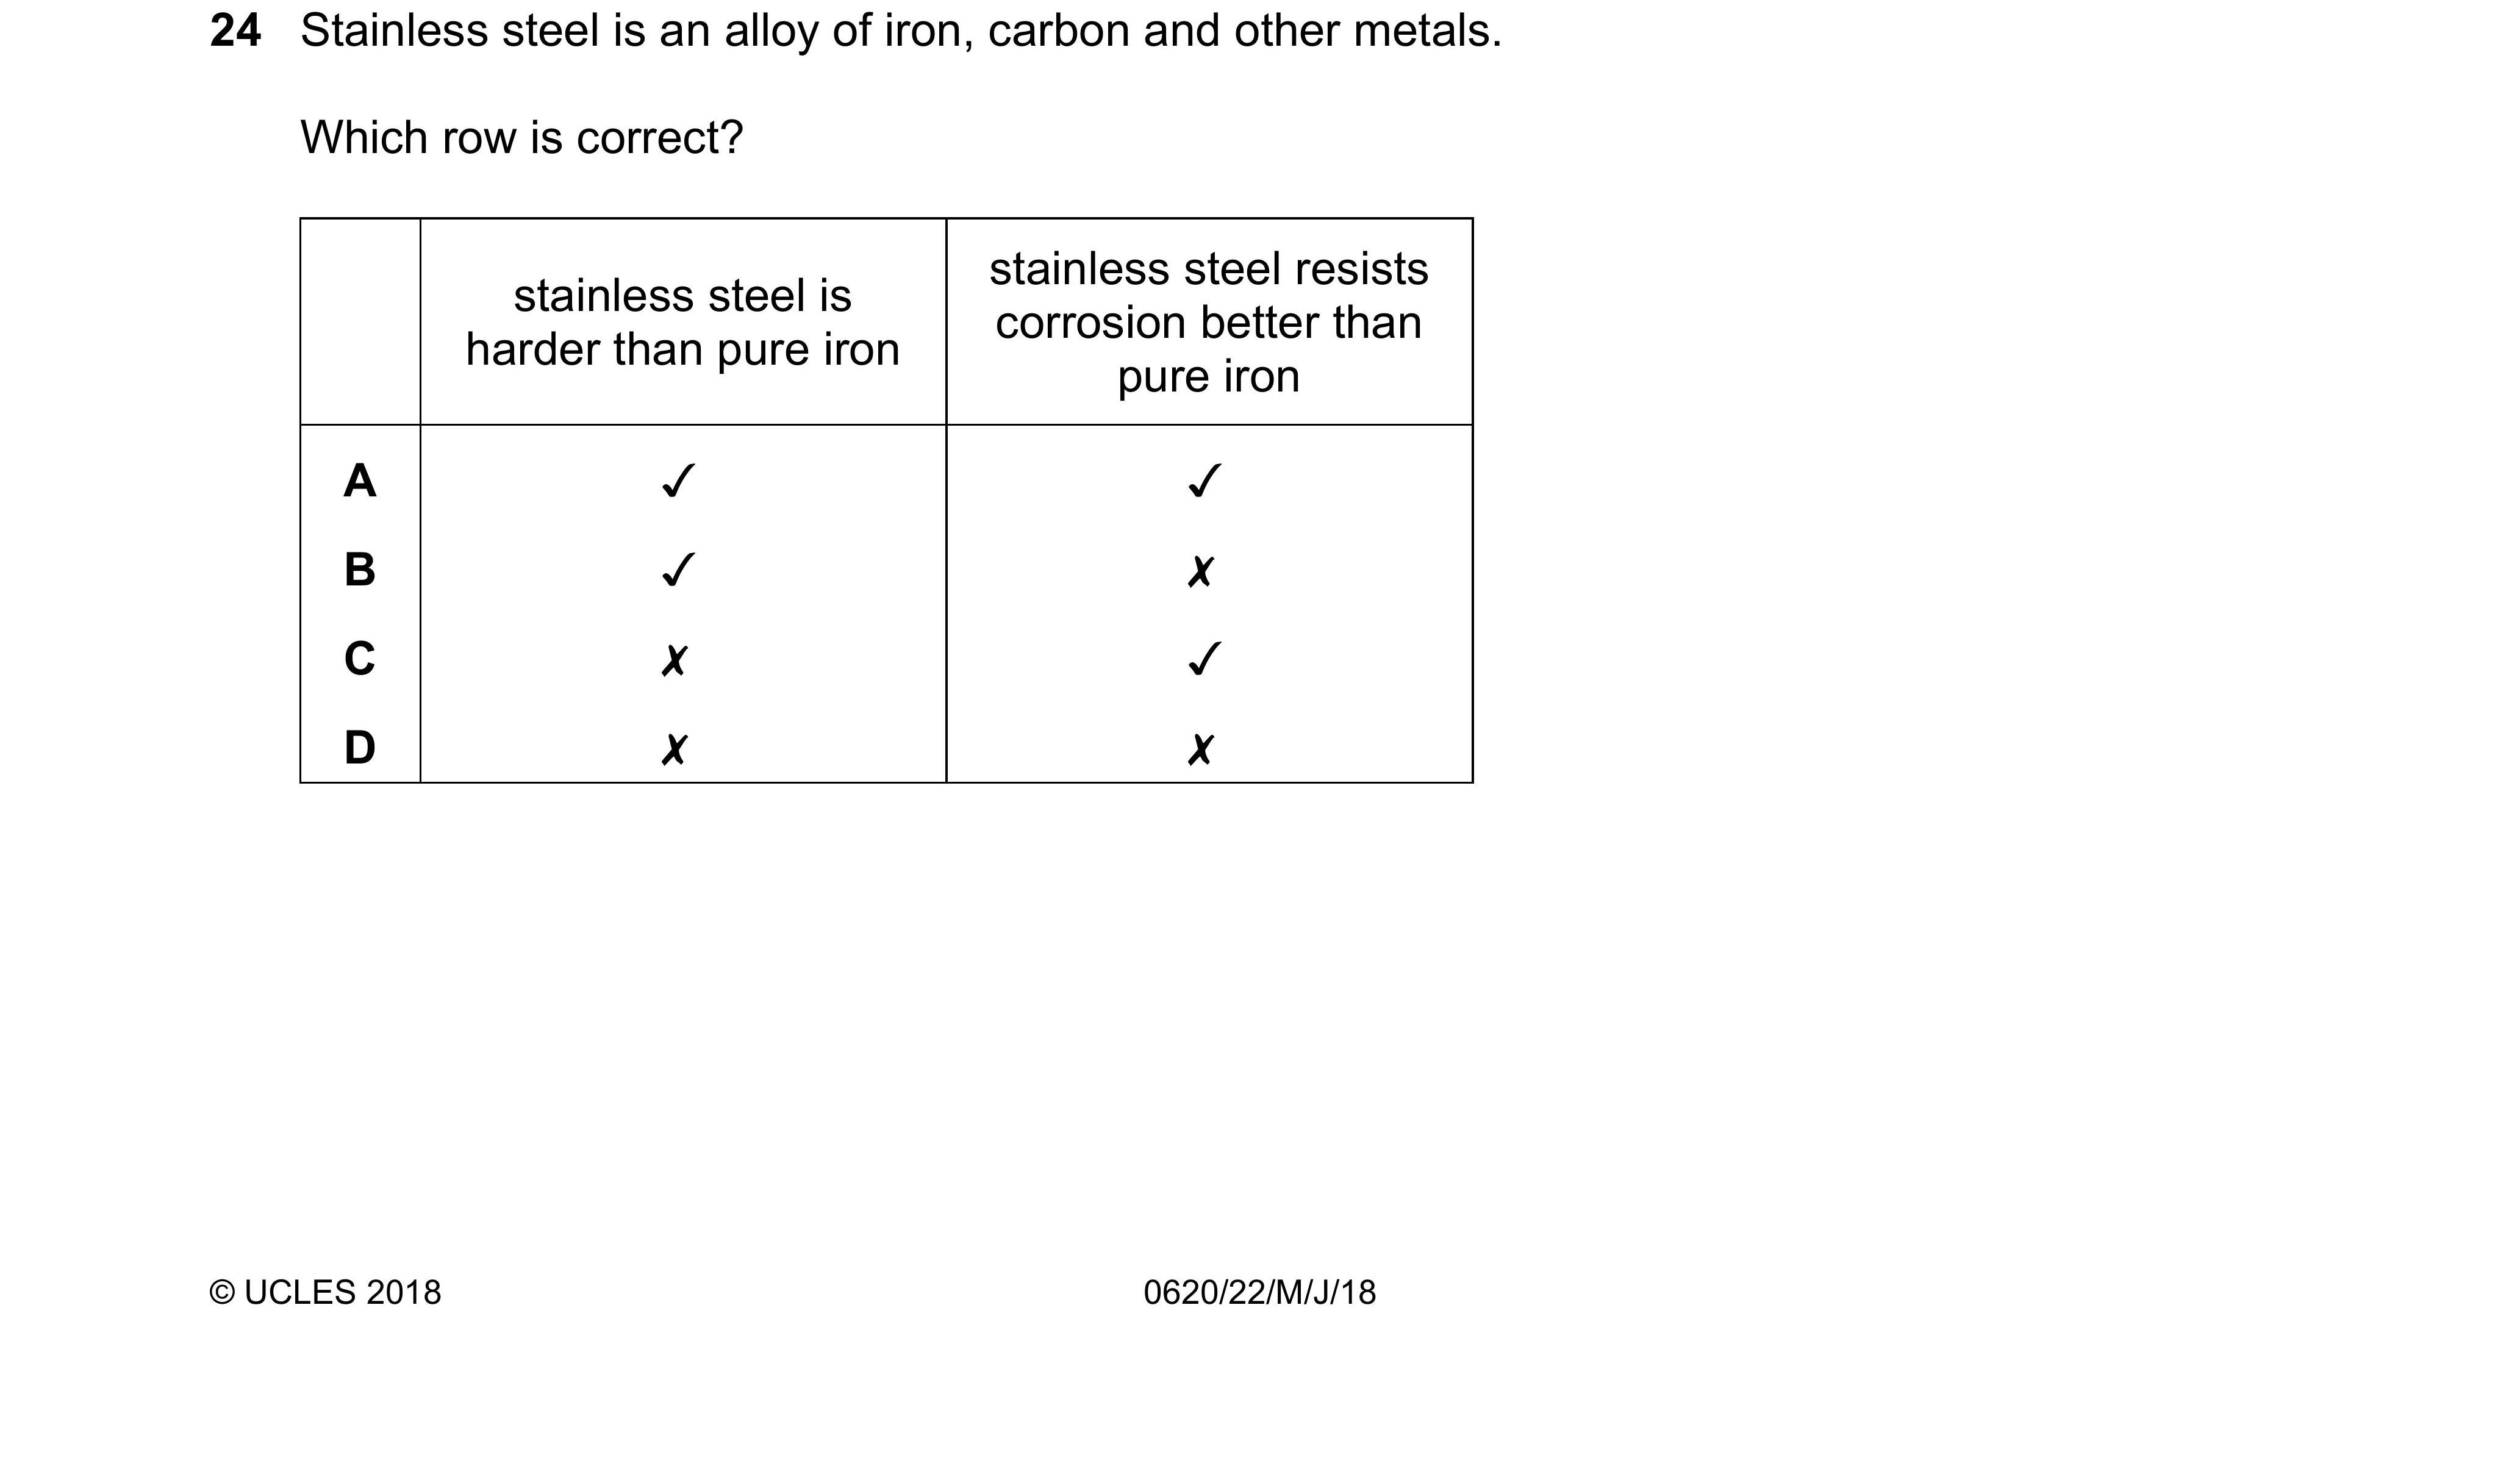 24 Stainless steel is an alloy of iron, carbon and other metals.
Which row is correct?
stainless steel is
harder than pure iron
stainless steel resists
corrosion better than
pure iron
A ✓ ✓
B ✓ ✗
C ✗ ✓
D ✗ ✗
© UCLES 2018 0620/22/M/J/18